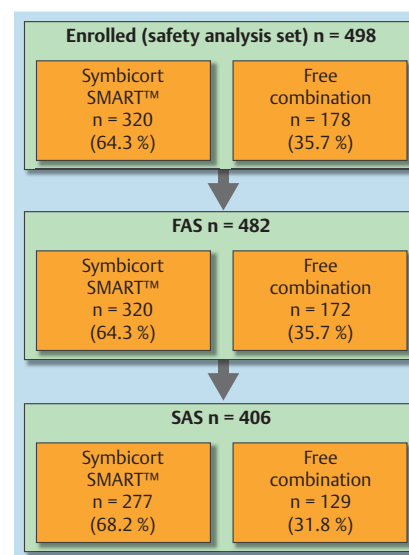 Enrolled (safety analysis set) n = 498
Symbicort
SMART™
n = 320
(64.3 %)
Free
combination
n = 178
(35.7 %)
FAS n = 482
Symbicort
SMART™
n = 320
(64.3 %)
Free
combination
n = 172
(35.7 %)
SAS n = 406
Symbicort
SMART™
n = 277
(68.2 %)
Free
combination
n = 129
(31.8 %)